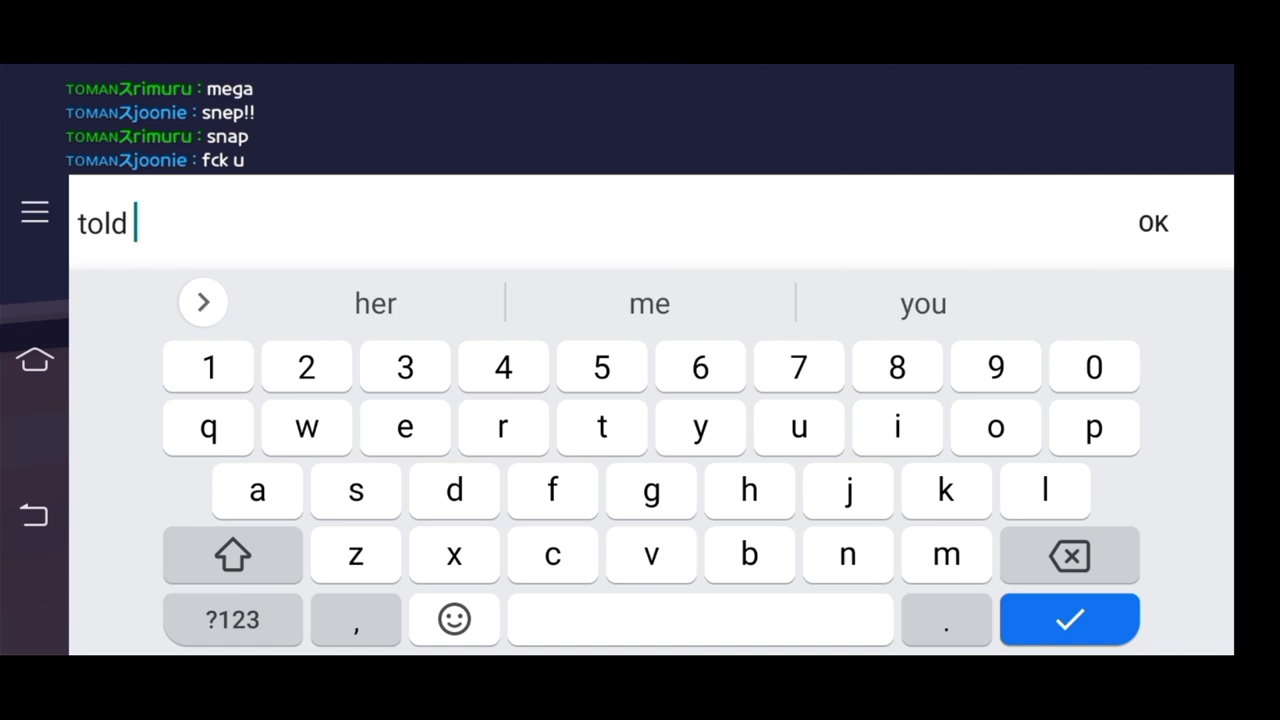 TOMANスrimuru : mega
TOMANスjoonie : snep!!
TOMANスrimuru : snap
TOMANスjoonie : fck u
told
OK
her me you
1 2 3 4 5 6 7 8 9 0
q w e r t y u i o p
a s d f g h j k l
z x c v b n m
?123 , .